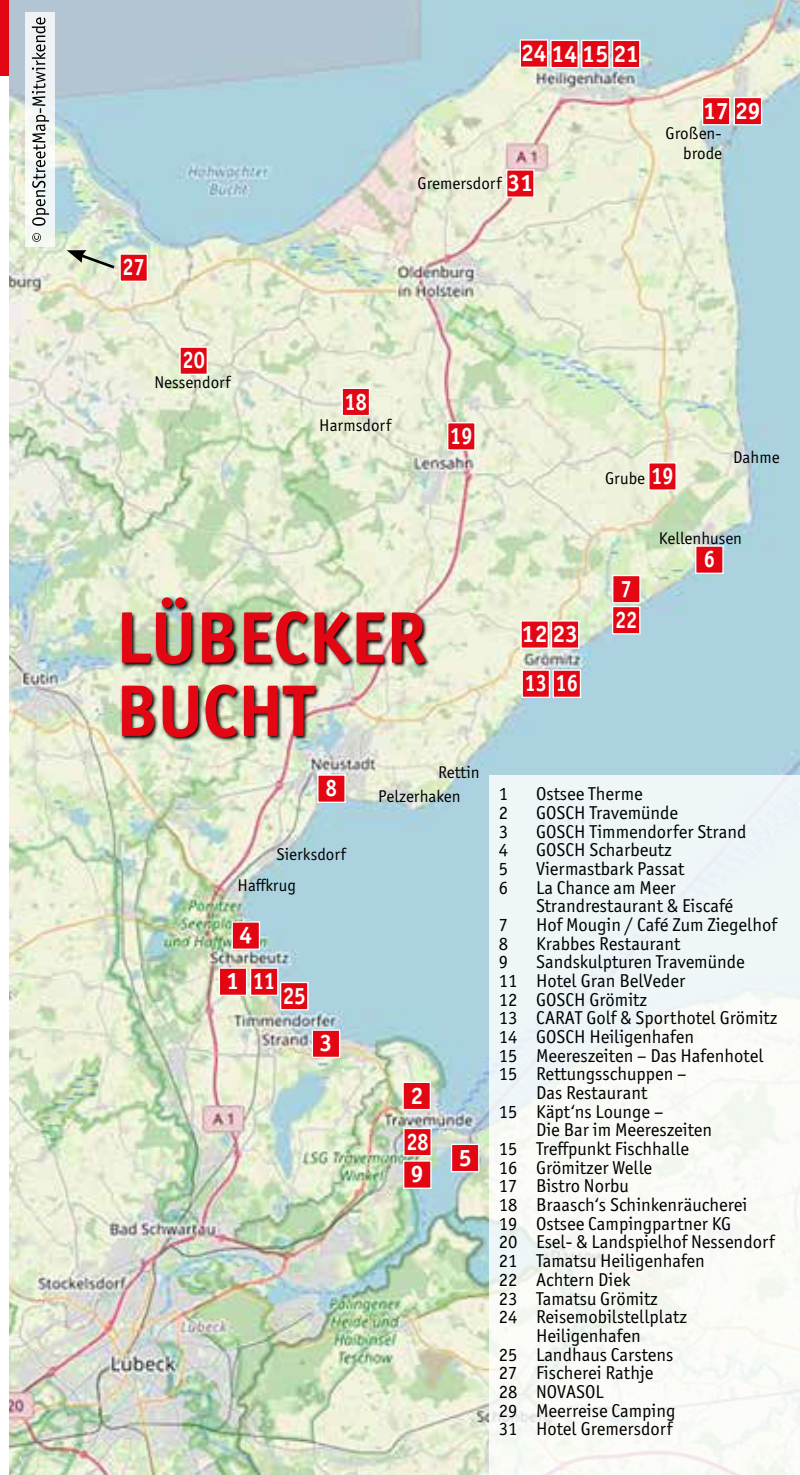 © OpenStreetMap-Mitwirkende
24 14 15 21
Heiligenhafen
17 29
Großen-
brode
A 1
Hohwachter
Bucht
Gremersdorf 31
27
burg
Oldenburg
in Holstein
20
Nessendorf
18
Harmsdorf
19
Lensahn
Dahme
Grube 19
Kellenhusen
6
7
22
12 23
Grömitz
13 16
LÜBECKER
BUCHT
Eutin
Neustadt
8
Rettin
Pelzerhaken
Sierksdorf
Haffkrug
Pönitzer
4
Scharbeutz
1 11
25
Timmendorfer
Strand 3
2
Travemünde
28
5
9
LSG Travemünder
Winkel
A 1
Bad Schwartau
Stockelsdorf
Lübeck
Lübeck
Palingener
Heide und
Halbinsel
Teschow
20
1 Ostsee Therme
2 GOSCH Travemünde
3 GOSCH Timmendorfer Strand
4 GOSCH Scharbeutz
5 Viermastbark Passat
6 La Chance am Meer
Strandrestaurant & Eiscafé
7 Hof Mougin / Café Zum Ziegelhof
8 Krabbes Restaurant
9 Sandskulpturen Travemünde
11 Hotel Gran BelVeder
12 GOSCH Grömitz
13 CARAT Golf & Sporthotel Grömitz
14 GOSCH Heiligenhafen
15 Meereszeiten – Das Hafenhotel
15 Rettungsschuppen –
Das Restaurant
15 Käpt‘ns Lounge –
Die Bar im Meereszeiten
15 Treffpunkt Fischhalle
16 Grömitzer Welle
17 Bistro Norbu
18 Braasch‘s Schinkenräucherei
19 Ostsee Campingpartner KG
20 Esel- & Landspielhof Nessendorf
21 Tamatsu Heiligenhafen
22 Achtern Diek
23 Tamatsu Grömitz
24 Reisemobilstellplatz
Heiligenhafen
25 Landhaus Carstens
27 Fischerei Rathje
28 NOVASOL
29 Meerreise Camping
31 Hotel Gremersdorf